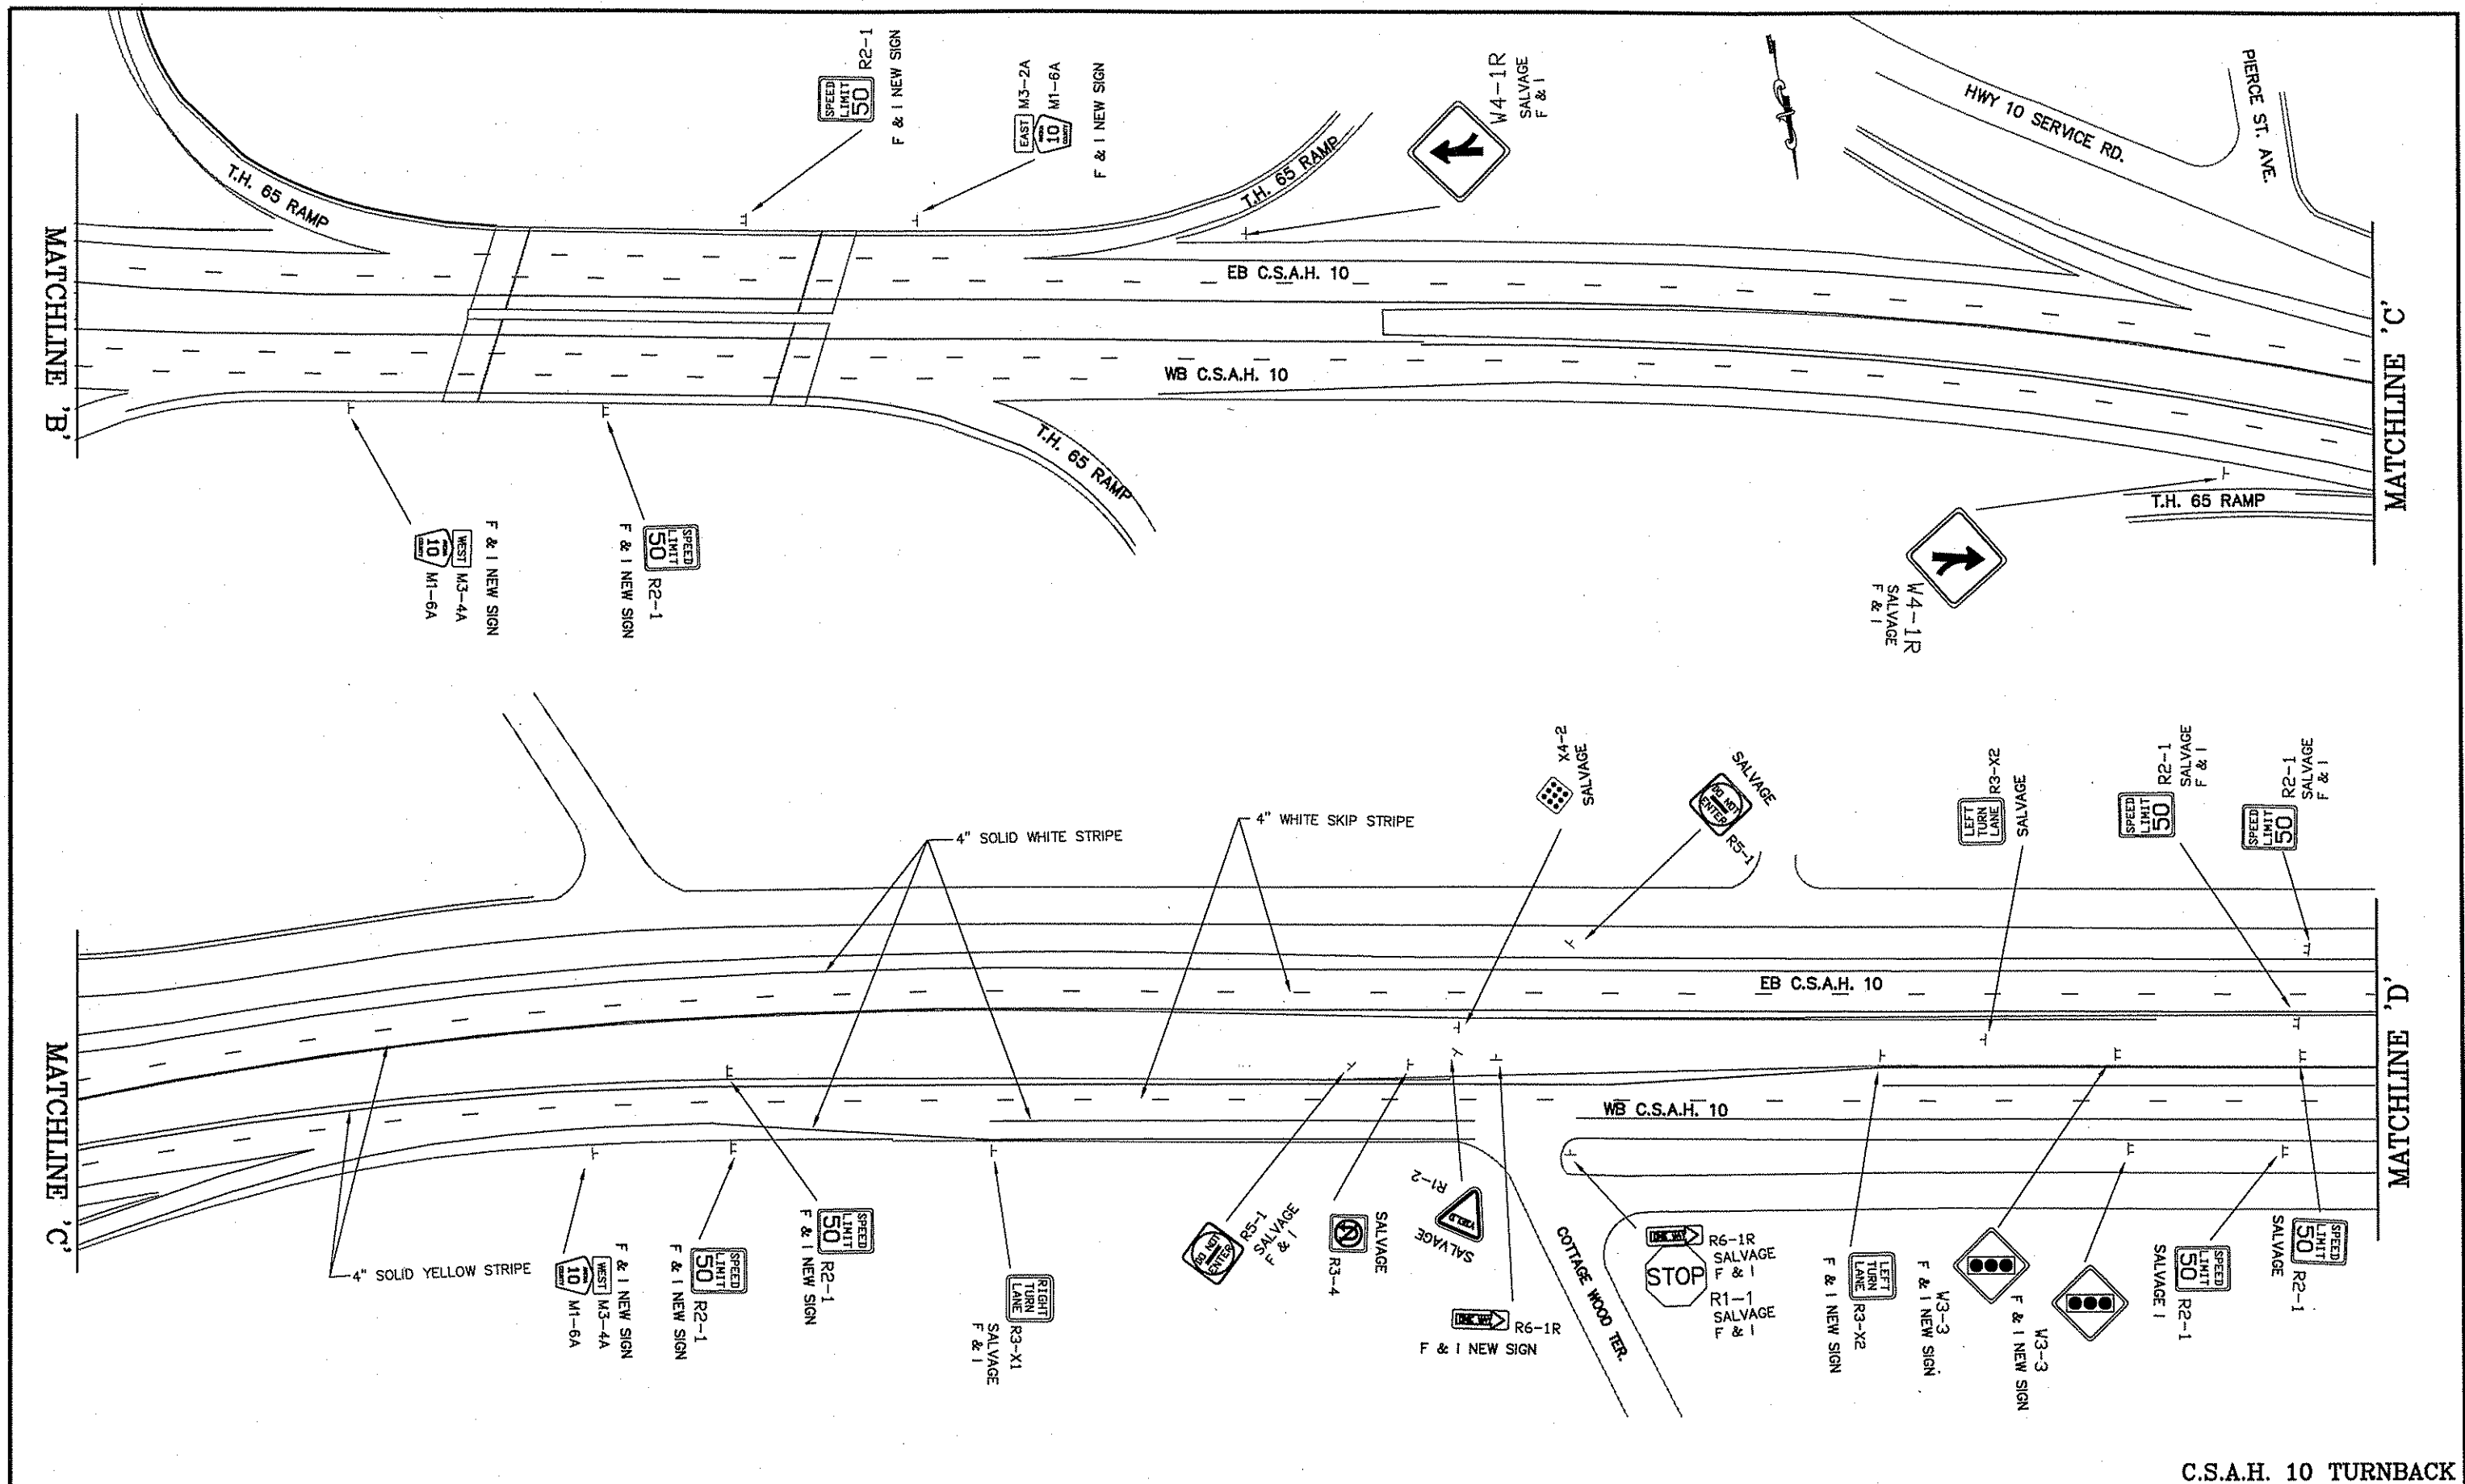 R2-1
F & I NEW SIGN
SPEED
LIMIT
50
M3-2A
M1-6A
F & I NEW SIGN
EAST
10
COUNTY
W4-1R
SALVAGE
F & I
HWY 10 SERVICE RD.
PIERCE ST. AVE.
T.H. 65 RAMP
T.H. 65 RAMP
MATCHLINE 'B'
EB C.S.A.H. 10
WB C.S.A.H. 10
MATCHLINE 'C'
T.H. 65 RAMP
T.H. 65 RAMP
F & I NEW SIGN
WEST
M3-4A
10
M1-6A
SPEED
LIMIT
50
R2-1
F & I NEW SIGN
W4-1R
SALVAGE
F & I
X4-2
SALVAGE
SALVAGE
DO NOT
ENTER
R5-1
LEFT
TURN
LANE
R3-X2
SALVAGE
SPEED
LIMIT
50
R2-1
SALVAGE
F & I
SPEED
LIMIT
50
R2-1
SALVAGE
F & I
4" SOLID WHITE STRIPE
4" WHITE SKIP STRIPE
EB C.S.A.H. 10
WB C.S.A.H. 10
MATCHLINE 'C'
MATCHLINE 'D'
4" SOLID YELLOW STRIPE
F & I NEW SIGN
WEST
M3-4A
10
M1-6A
SPEED
LIMIT
50
R2-1
F & I NEW SIGN
SPEED
LIMIT
50
R2-1
F & I NEW SIGN
RIGHT
TURN
LANE
R3-X1
SALVAGE
F & I
DO NOT
ENTER
R5-1
SALVAGE
F & I
SALVAGE
R3-4
R1-2
YIELD
SALVAGE
R6-1R
F & I NEW SIGN
COTTAGE WOOD TER.
ONE WAY
R6-1R
SALVAGE
F & I
STOP
R1-1
SALVAGE
F & I
LEFT
TURN
LANE
R3-X2
F & I NEW SIGN
W3-3
F & I NEW SIGN
W3-3
F & I NEW SIGN
SPEED
LIMIT
50
R2-1
SALVAGE I
SPEED
LIMIT
50
R2-1
SALVAGE
C.S.A.H. 10 TURNBACK